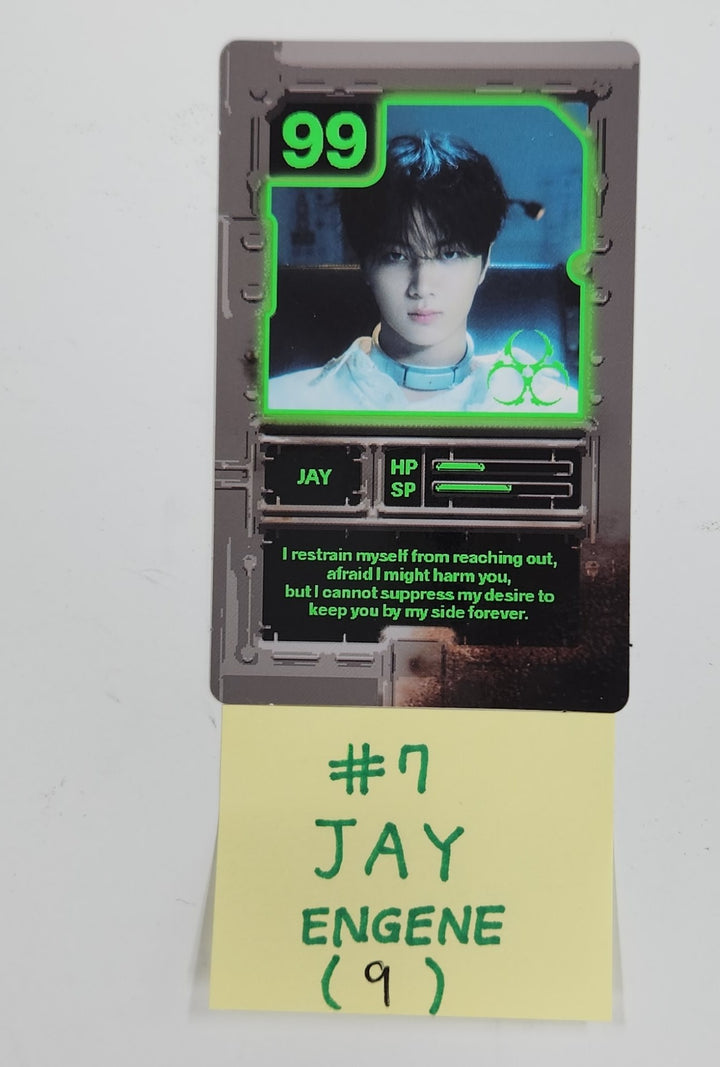 99
JAY
HP
SP
I restrain myself from reaching out,
afraid I might harm you,
but I cannot suppress my desire to
keep you by my side forever.
#7
JAY
ENGENE
(9)